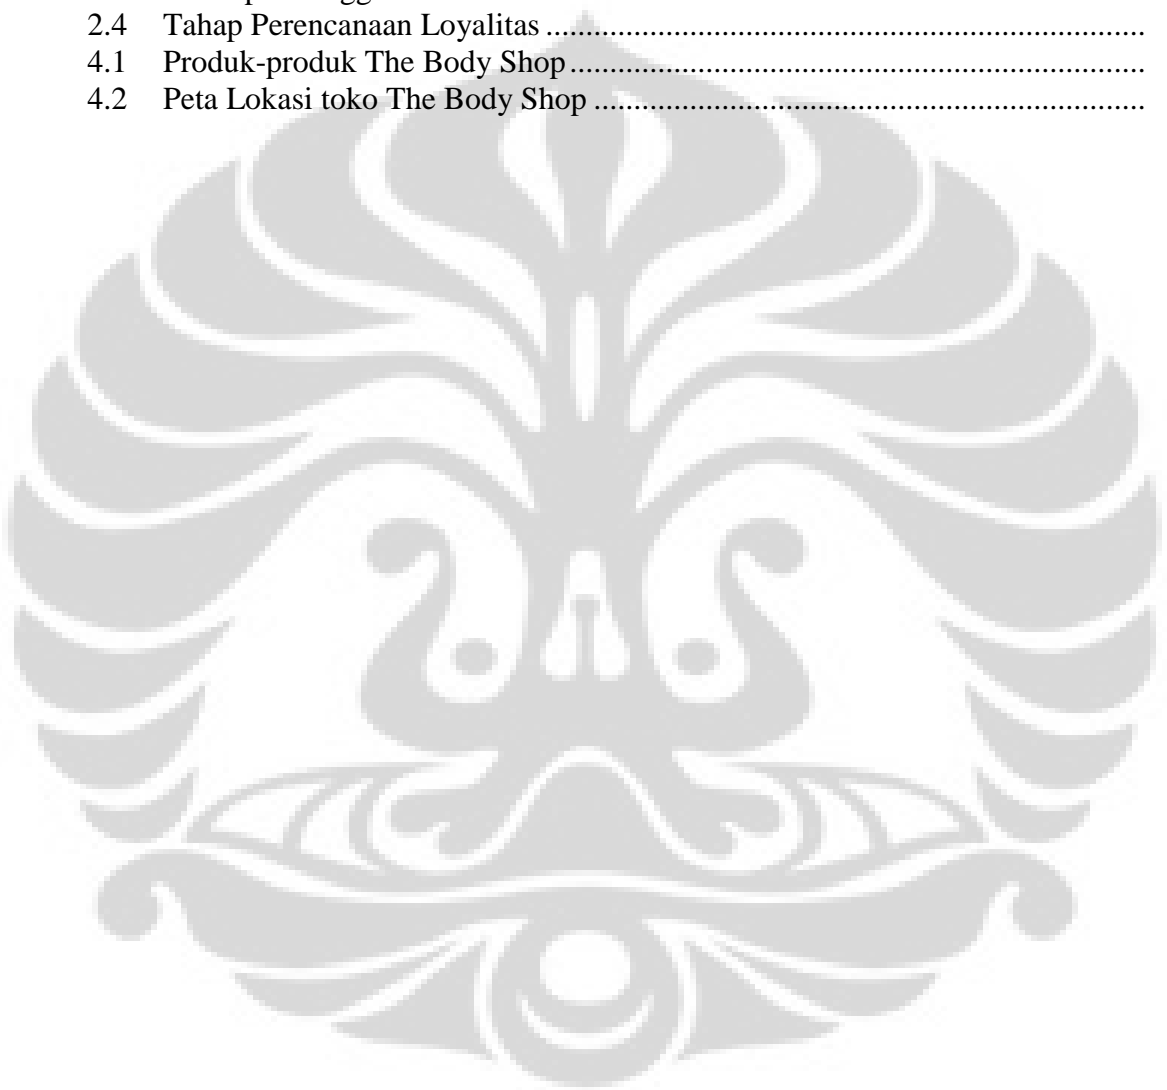 2.4 Tahap Perencanaan Loyalitas ..........................................................................
4.1 Produk-produk The Body Shop.......................................................................
4.2 Peta Lokasi toko The Body Shop ....................................................................